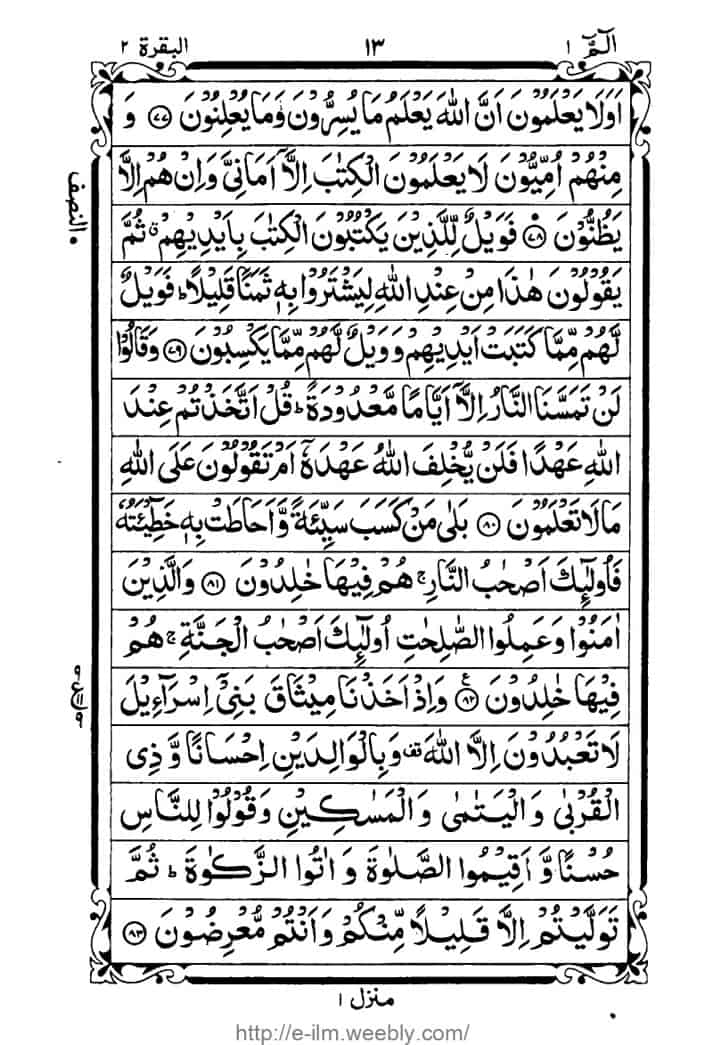 الٓمّٓ ١
١٣
البقرة ٢
اَوَلَا يَعْلَمُوْنَ اَنَّ اللّٰهَ يَعْلَمُ مَا يُسِرُّوْنَ وَمَا يُعْلِنُوْنَ ﴿٧٧﴾ وَ
مِنْهُمْ اُمِّيُّوْنَ لَا يَعْلَمُوْنَ الْكِتٰبَ اِلَّاۤ اَمَانِيَّ وَاِنْ هُمْ اِلَّا
يَظُنُّوْنَ ﴿٧٨﴾ فَوَيْلٌ لِّلَّذِيْنَ يَكْتُبُوْنَ الْكِتٰبَ بِاَيْدِيْهِمْ ق ثُمَّ
يَقُوْلُوْنَ هٰذَا مِنْ عِنْدِ اللّٰهِ لِيَشْتَرُوْا بِهٖ ثَمَنًا قَلِيْلًا ط فَوَيْلٌ
لَّهُمْ مِّمَّا كَتَبَتْ اَيْدِيْهِمْ وَوَيْلٌ لَّهُمْ مِّمَّا يَكْسِبُوْنَ ﴿٧٩﴾ وَقَالُوْا
لَنْ تَمَسَّنَا النَّارُ اِلَّاۤ اَيَّامًا مَّعْدُوْدَةً ط قُلْ اَتَّخَذْتُمْ عِنْدَ
اللّٰهِ عَهْدًا فَلَنْ يُّخْلِفَ اللّٰهُ عَهْدَهٗۤ اَمْ تَقُوْلُوْنَ عَلَى اللّٰهِ
مَا لَا تَعْلَمُوْنَ ﴿٨٠﴾ بَلٰى مَنْ كَسَبَ سَيِّئَةً وَّاَحَاطَتْ بِهٖ خَطِيْٓئَتُهٗ
فَاُولٰٓئِكَ اَصْحٰبُ النَّارِ ج هُمْ فِيْهَا خٰلِدُوْنَ ﴿٨١﴾ وَالَّذِيْنَ
اٰمَنُوْا وَعَمِلُوا الصّٰلِحٰتِ اُولٰٓئِكَ اَصْحٰبُ الْجَنَّةِ ج هُمْ
فِيْهَا خٰلِدُوْنَ ﴿٨٢﴾ ع وَاِذْ اَخَذْنَا مِيْثَاقَ بَنِيْۤ اِسْرَآءِيْلَ
لَا تَعْبُدُوْنَ اِلَّا اللّٰهَ قف وَبِالْوَالِدَيْنِ اِحْسَانًا وَّ ذِي
الْقُرْبٰى وَالْيَتٰمٰى وَالْمَسٰكِيْنِ وَقُوْلُوْا لِلنَّاسِ
حُسْنًا وَّ اَقِيْمُوا الصَّلٰوةَ وَ اٰتُوا الزَّكٰوةَ ط ثُمَّ
تَوَلَّيْتُمْ اِلَّا قَلِيْلًا مِّنْكُمْ وَاَنْتُمْ مُّعْرِضُوْنَ ﴿٨٣﴾
النصف
منزل ١
http://e-ilm.weebly.com/